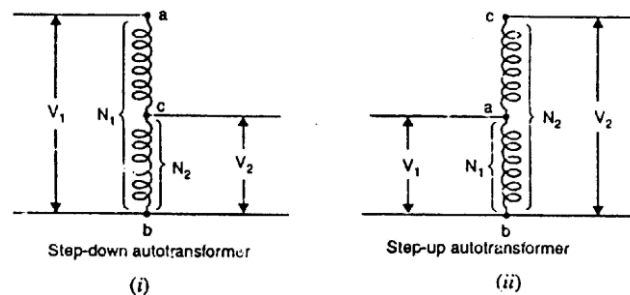 a
V₁
N₁
c
N₂
V₂
b
Step-down autotransformer
(i)
c
a
V₁
N₁
N₂
V₂
b
Step-up autotransformer
(ii)